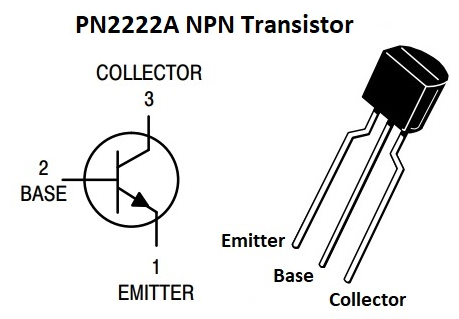 PN2222A NPN Transistor
COLLECTOR
3
2
BASE
1
EMITTER
Emitter
Base
Collector